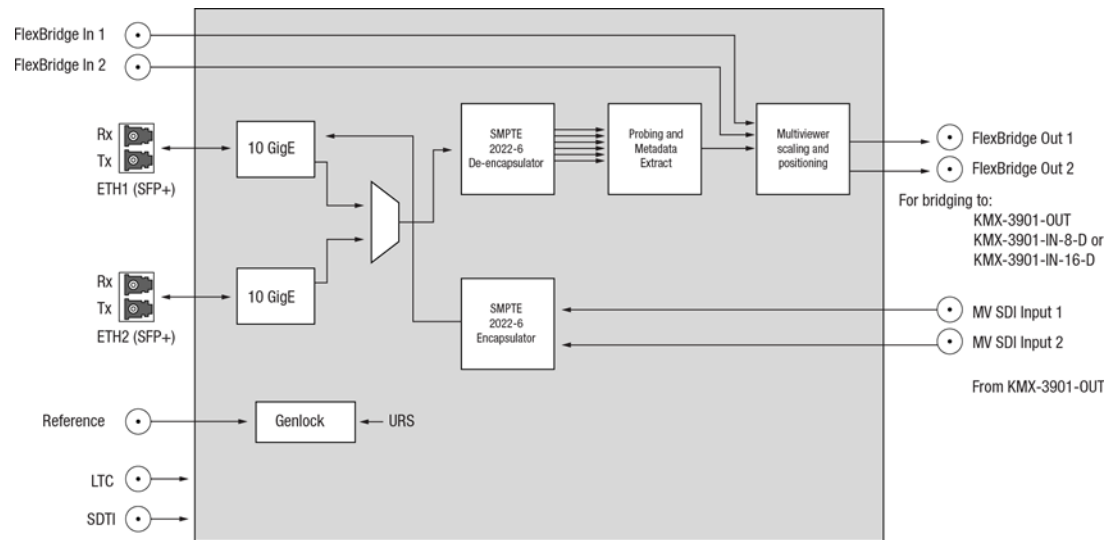 FlexBridge In 1
FlexBridge In 2
Rx
Tx
ETH1 (SFP+)
10 GigE
SMPTE
2022-6
De-encapsulator
Probing and
Metadata
Extract
Multiviewer
scaling and
positioning
FlexBridge Out 1
FlexBridge Out 2
For bridging to:
KMX-3901-OUT
KMX-3901-IN-8-D or
KMX-3901-IN-16-D
Rx
Tx
ETH2 (SFP+)
10 GigE
SMPTE
2022-6
Encapsulator
MV SDI Input 1
MV SDI Input 2
From KMX-3901-OUT
Reference
Genlock
URS
LTC
SDTI